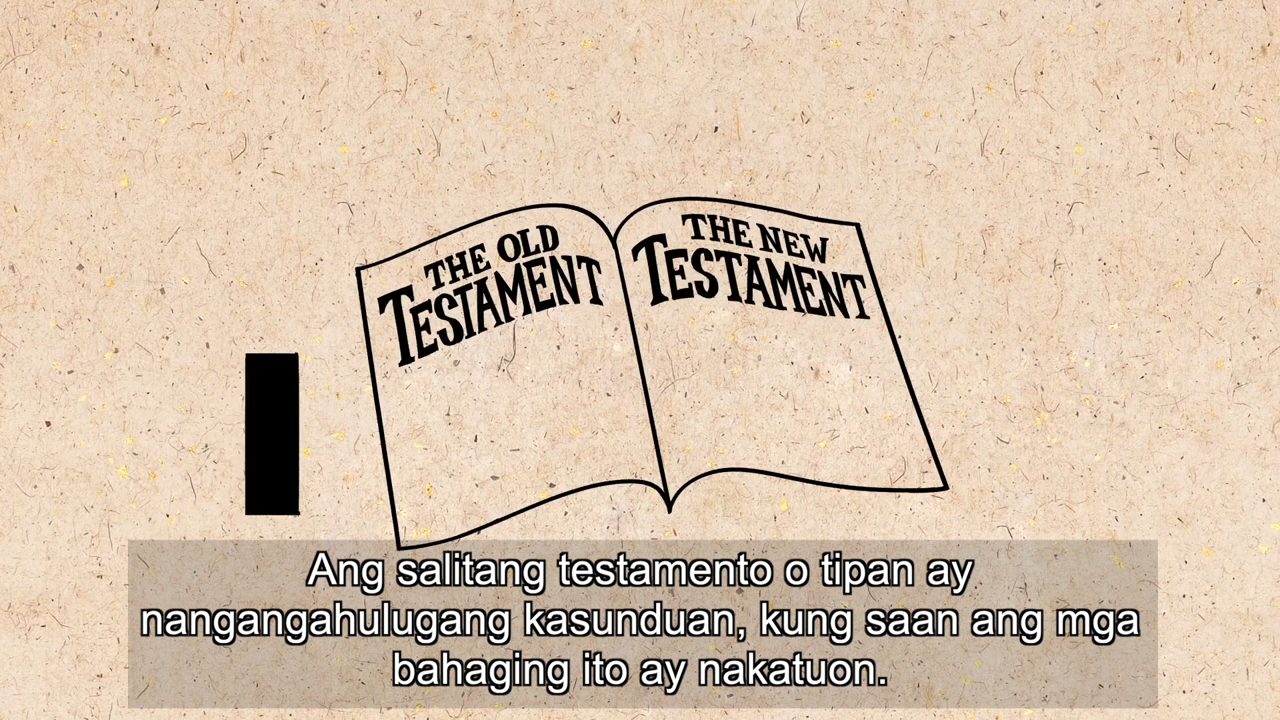 THE OLD
TESTAMENT
THE NEW
TESTAMENT
Ang salitang testamento o tipan ay
nangangahulugang kasunduan, kung saan ang mga
bahaging ito ay nakatuon.